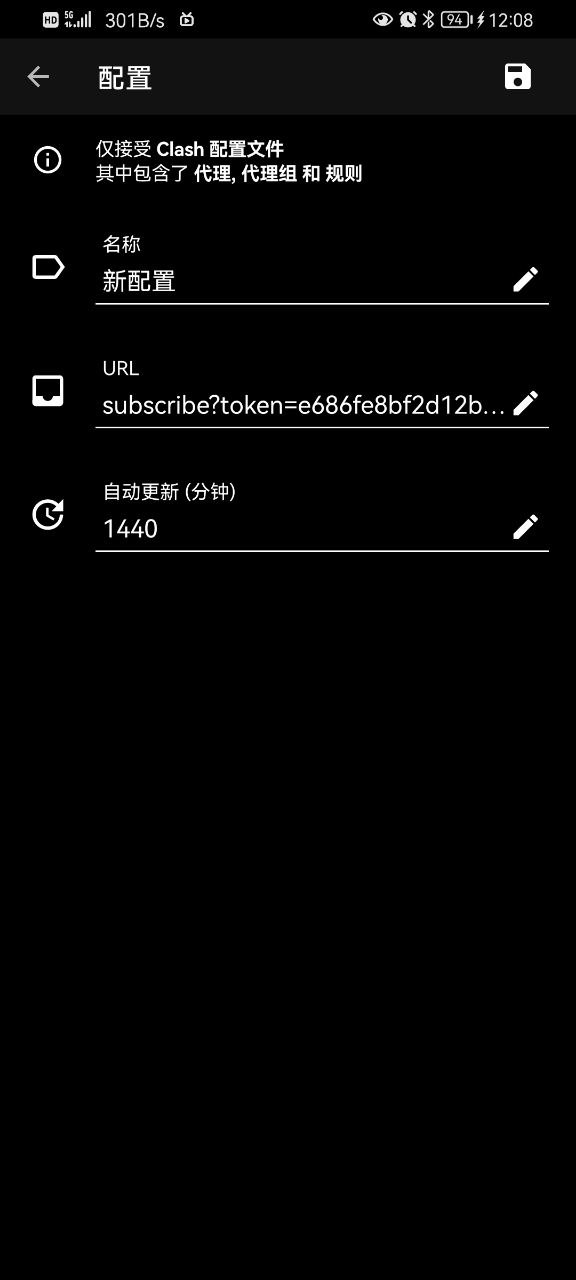 HD 5G 301B/s 94 12:08
配置
仅接受 Clash 配置文件
其中包含了 代理, 代理组 和 规则
名称
新配置
URL
subscribe?token=e686fe8bf2d12b...
自动更新 (分钟)
1440